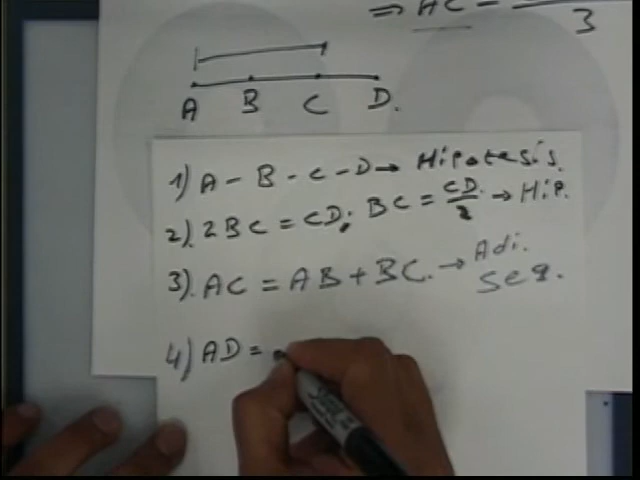 ⇒ AC =
3
A B C D.
1) A - B - C - D → Hipotesis.
2). 2BC = CD; BC = CD/2 → Hip.
3). AC = AB + BC. → Adi. Seg.
4) AD =